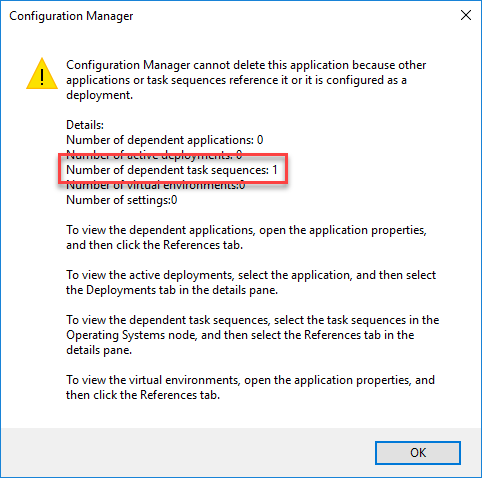 Configuration Manager
Configuration Manager cannot delete this application because other
applications or task sequences reference it or it is configured as a
deployment.
Details:
Number of dependent applications: 0
Number of active deployments: 0
Number of dependent task sequences: 1
Number of virtual environments:0
Number of settings:0
To view the dependent applications, open the application properties,
and then click the References tab.
To view the active deployments, select the application, and then select
the Deployments tab in the details pane.
To view the dependent task sequences, select the task sequences in the
Operating Systems node, and then select the References tab in the
details pane.
To view the virtual environments, open the application properties, and
then click the References tab.
OK